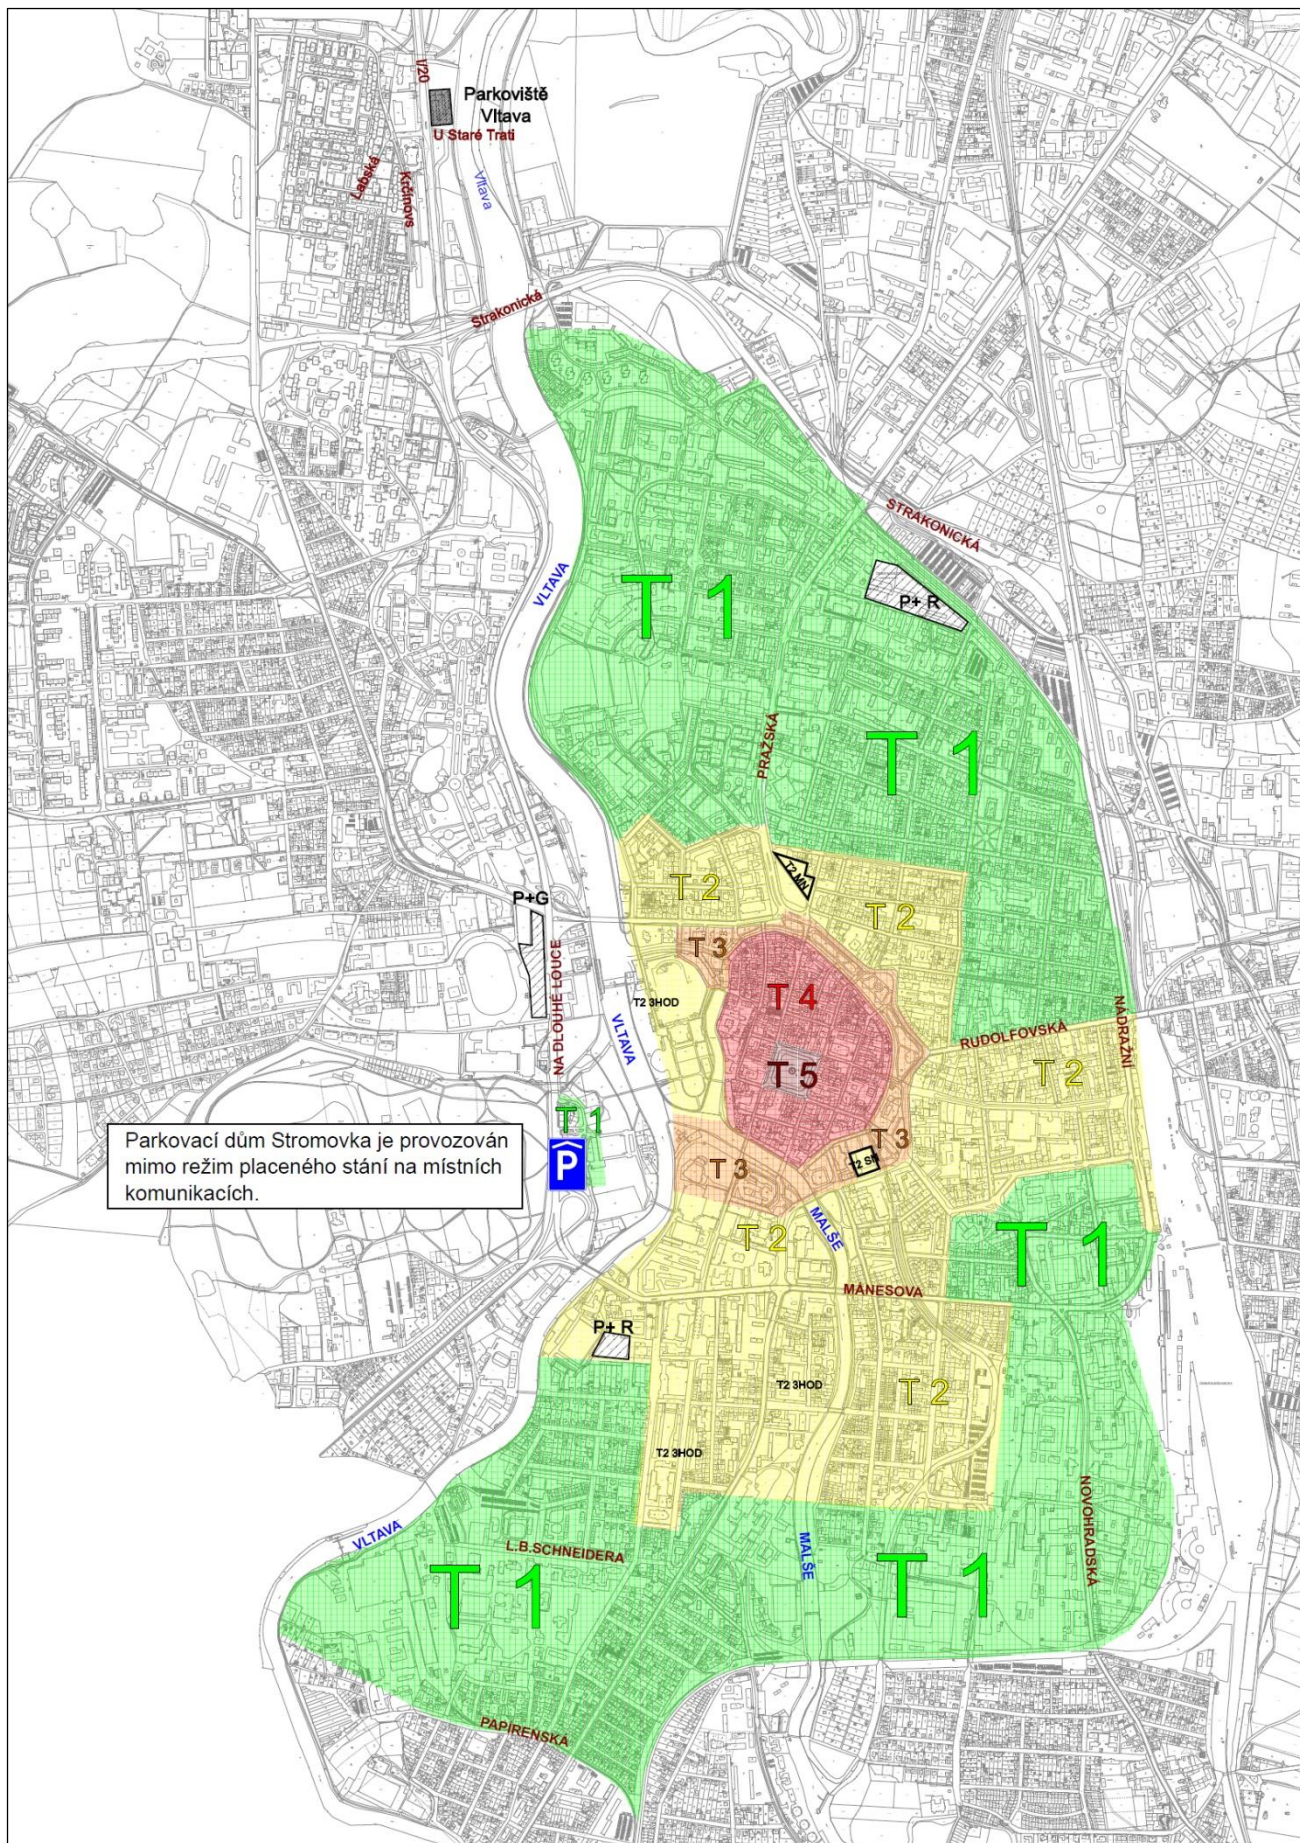 I/20
Parkoviště
Vltava
U Staré Trati
Labská
Vltava
Strakonická
STRAKONICKÁ
VLTAVA
T 1
P+ R
PRAŽSKÁ
T 1
T2 MN
T 2
P+G
T 2
T 3
T 4
NA DLOUHÉ LOUCE
T2 3HOD
VLTAVA
NÁDRAŽNÍ
RUDOLFOVSKÁ
T 5
T 2
T 1
Parkovací dům Stromovka je provozován
mimo režim placeného stání na místních
komunikacích.
P
T 3
T 3
T2 SN
MALŠE
T 2
T 1
MÁNESOVA
P+ R
T2 3HOD
T 2
T2 3HOD
NOVOHRADSKÁ
VLTAVA
L.B.SCHNEIDERA
MALŠE
T 1
T 1
PAPÍRENSKÁ